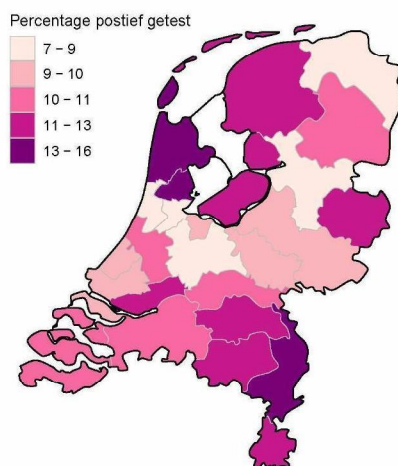 Percentage postief getest
7 – 9
9 – 10
10 – 11
11 – 13
13 – 16